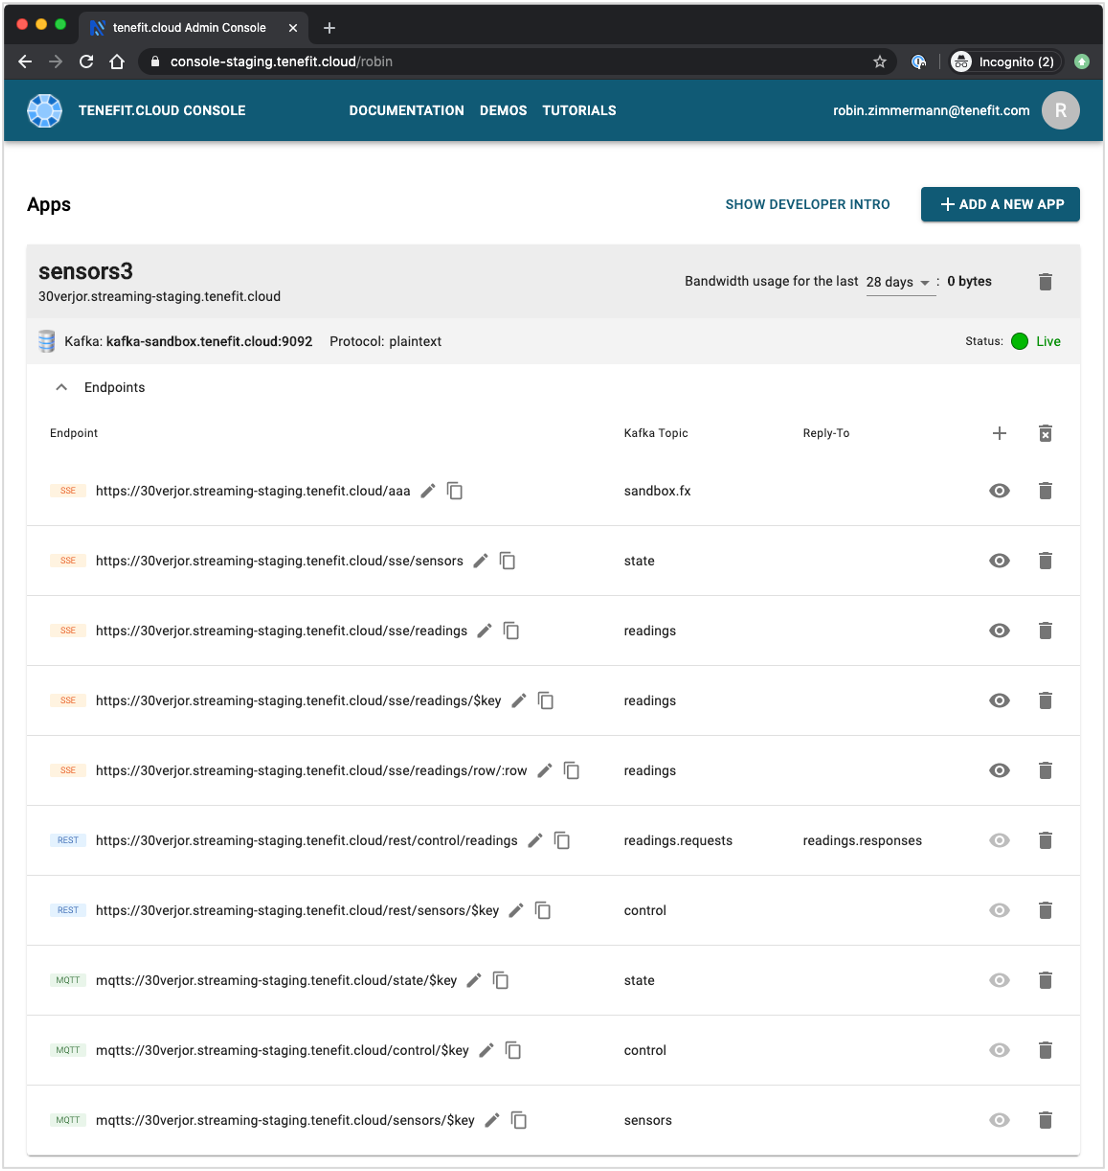 tenefit.cloud Admin Console
console-staging.tenefit.cloud/robin
Incognito (2)
TENEFIT.CLOUD CONSOLE DOCUMENTATION DEMOS TUTORIALS robin.zimmermann@tenefit.com R
Apps SHOW DEVELOPER INTRO + ADD A NEW APP
sensors3
30verjor.streaming-staging.tenefit.cloud
Bandwidth usage for the last 28 days : 0 bytes
Kafka: kafka-sandbox.tenefit.cloud:9092 Protocol: plaintext Status: Live
Endpoints
Endpoint Kafka Topic Reply-To
SSE https://30verjor.streaming-staging.tenefit.cloud/aaa sandbox.fx
SSE https://30verjor.streaming-staging.tenefit.cloud/sse/sensors state
SSE https://30verjor.streaming-staging.tenefit.cloud/sse/readings readings
SSE https://30verjor.streaming-staging.tenefit.cloud/sse/readings/$key readings
SSE https://30verjor.streaming-staging.tenefit.cloud/sse/readings/row/:row readings
REST https://30verjor.streaming-staging.tenefit.cloud/rest/control/readings readings.requests readings.responses
REST https://30verjor.streaming-staging.tenefit.cloud/rest/sensors/$key control
MQTT mqtts://30verjor.streaming-staging.tenefit.cloud/state/$key state
MQTT mqtts://30verjor.streaming-staging.tenefit.cloud/control/$key control
MQTT mqtts://30verjor.streaming-staging.tenefit.cloud/sensors/$key sensors